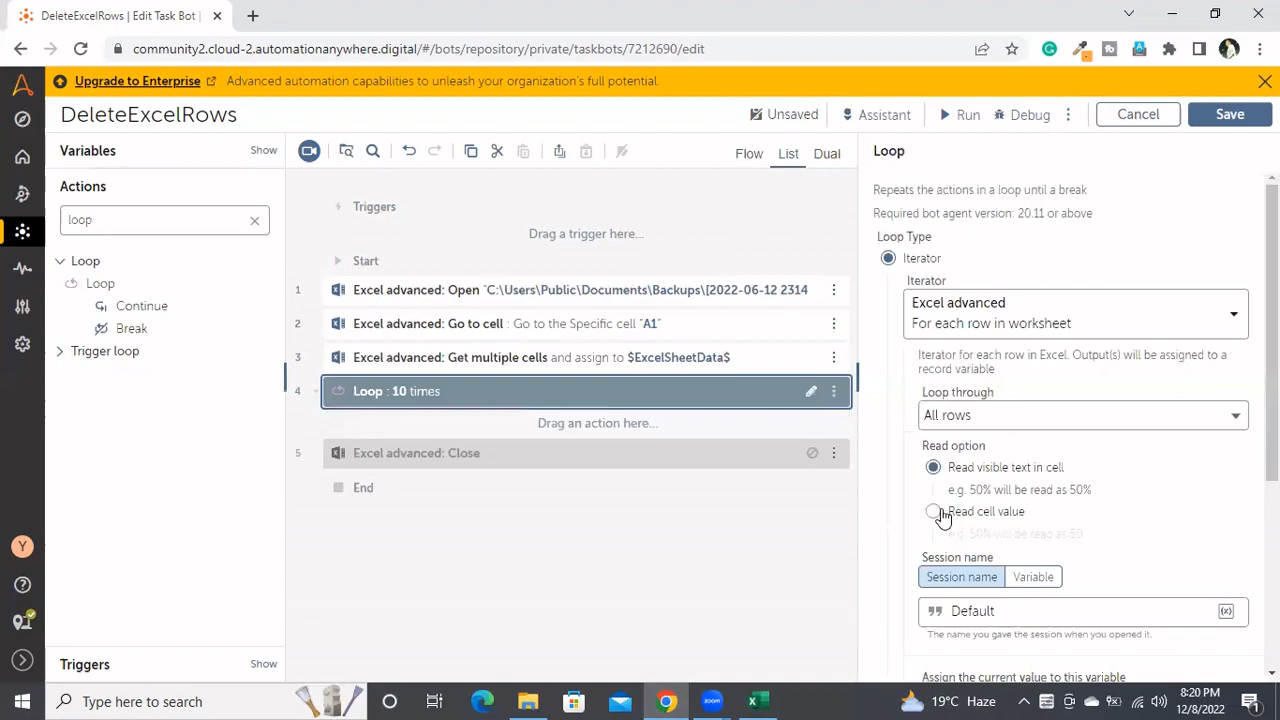 DeleteExcelRows | Edit Task Bot
community2.cloud-2.automationanywhere.digital/#/bots/repository/private/taskbots/7212690/edit
Upgrade to Enterprise
Advanced automation capabilities to unleash your organization's full potential.
DeleteExcelRows
Unsaved
Assistant
Run
Debug
Cancel
Save
Variables
Show
Flow
List
Dual
Loop
Actions
loop
Loop
Loop
Continue
Break
Trigger loop
Triggers
Show
Triggers
Drag a trigger here...
Start
1 Excel advanced: Open "C:\Users\Public\Documents\Backups\[2022-06-12 2314
2 Excel advanced: Go to cell : Go to the Specific cell "A1"
3 Excel advanced: Get multiple cells and assign to $ExcelSheetData$
4 Loop : 10 times
Drag an action here...
5 Excel advanced: Close
End
Repeats the actions in a loop until a break
Required bot agent version: 20.11 or above
Loop Type
Iterator
Iterator
Excel advanced
For each row in worksheet
Iterator for each row in Excel. Output(s) will be assigned to a
record variable
Loop through
All rows
Read option
Read visible text in cell
e.g. 50% will be read as 50%
Read cell value
e.g. 50% will be read as 50
Session name
Session name
Variable
Default
(x)
The name you gave the session when you opened it.
Assign the current value to this variable
Y
Type here to search
zoom
19°C Haze
8:20 PM
12/8/2022
1